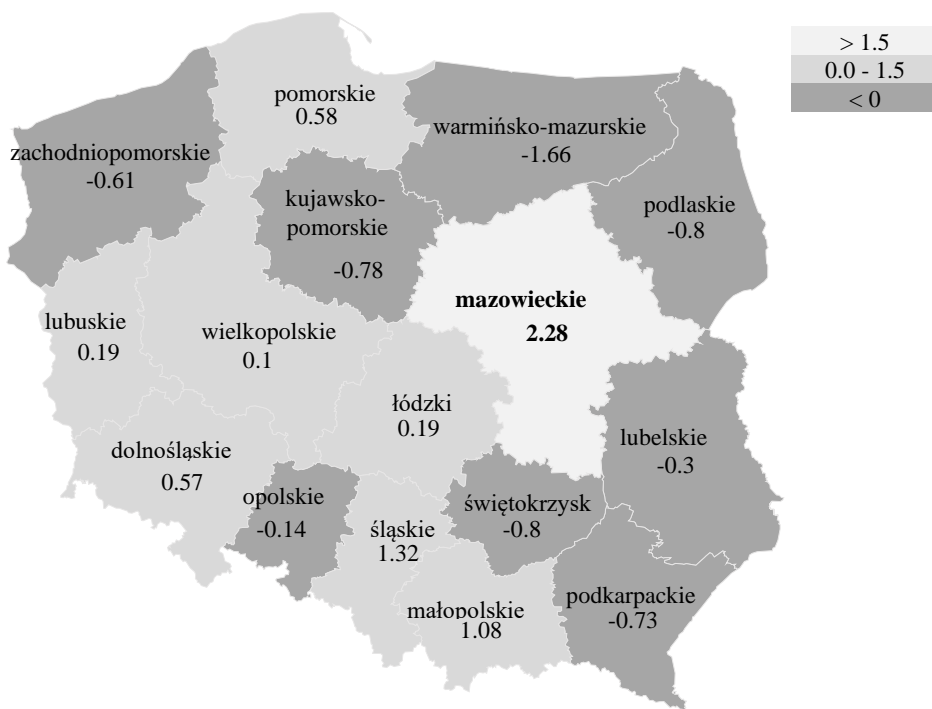 > 1.5
0.0 - 1.5
< 0
pomorskie
0.58
warmińsko-mazurskie
-1.66
zachodniopomorskie
-0.61
kujawsko-
pomorskie
-0.78
podlaskie
-0.8
mazowieckie
2.28
lubuskie
0.19
wielkopolskie
0.1
łódzki
0.19
lubelskie
-0.3
dolnośląskie
0.57
opolskie
-0.14
śląskie
1.32
świętokrzysk
-0.8
małopolskie
1.08
podkarpackie
-0.73